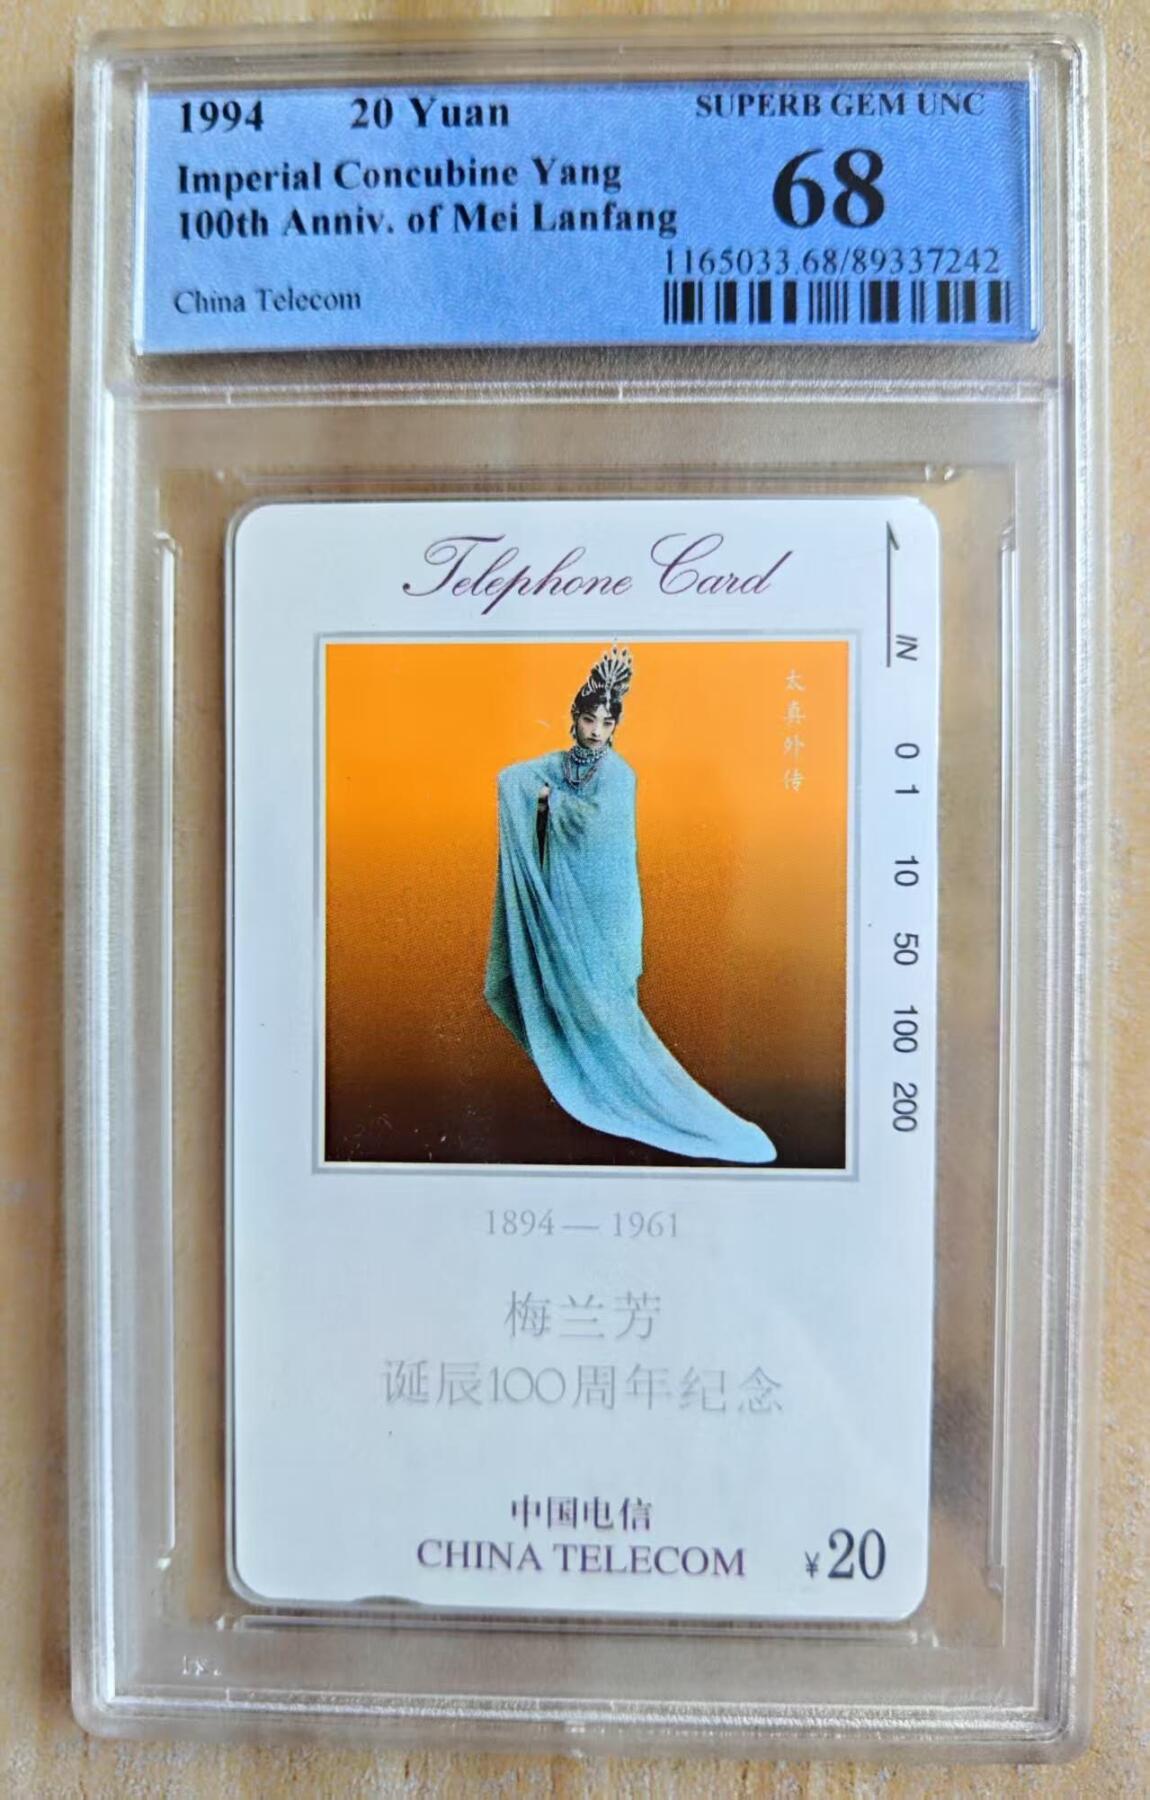 1994 20 Yuan
SUPERB GEM UNC
Imperial Concubine Yang
100th Anniv. of Mei Lanfang
68
1165033.68/89337242
China Telecom
Telephone Card
太真外传
IN 0 1 10 50 100 200
1894—1961
梅兰芳
诞辰100周年纪念
中国电信
CHINA TELECOM
¥20